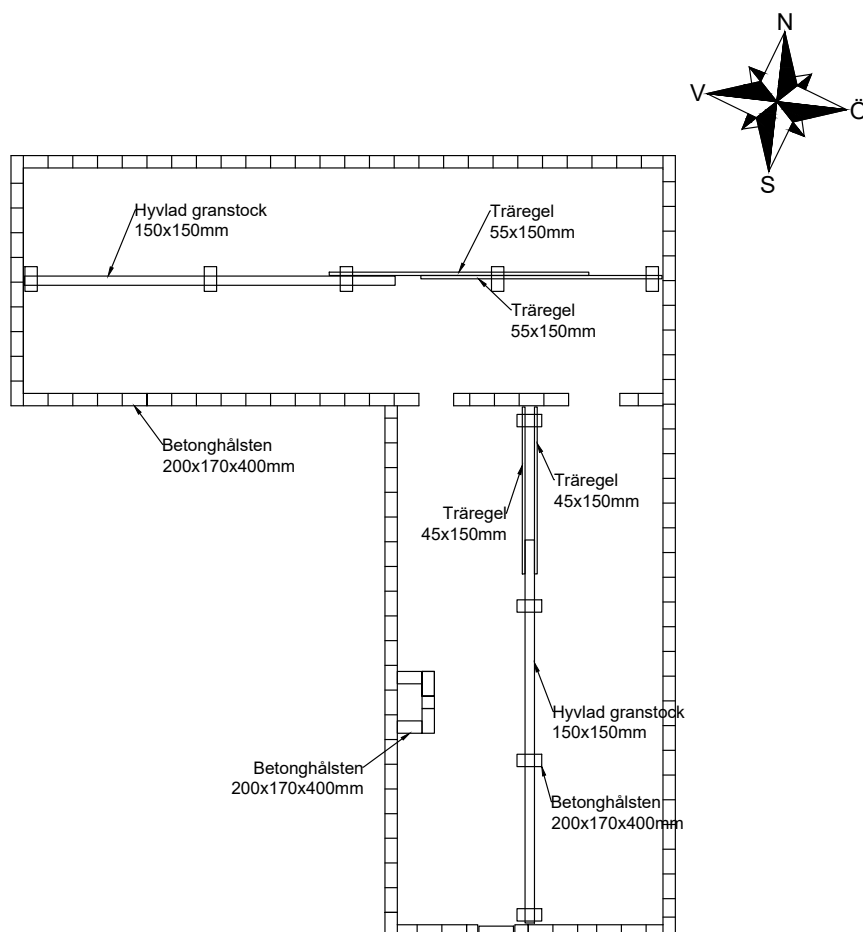 N
V
Ö
S
Hyvlad granstock
150x150mm
Träregel
55x150mm
Träregel
55x150mm
Betonghålsten
200x170x400mm
Träregel
45x150mm
Träregel
45x150mm
Hyvlad granstock
150x150mm
Betonghålsten
200x170x400mm
Betonghålsten
200x170x400mm